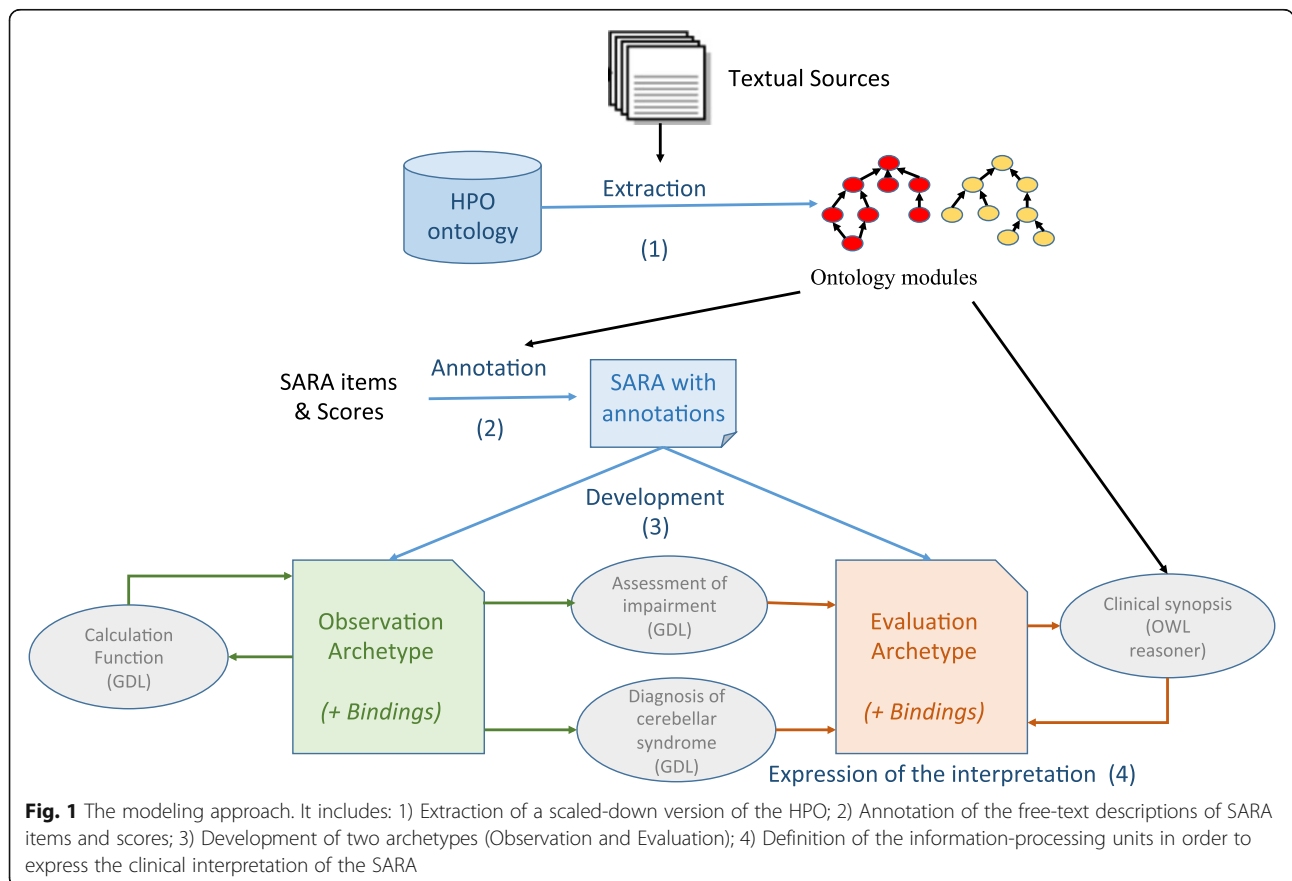 Textual Sources
HPO
ontology
Extraction
(1)
Ontology modules
SARA items
& Scores
Annotation
(2)
SARA with
annotations
Development
(3)
Calculation
Function
(GDL)
Observation
Archetype
(+ Bindings)
Assessment of
impairment
(GDL)
Diagnosis of
cerebellar
syndrome
(GDL)
Evaluation
Archetype
(+ Bindings)
Clinical synopsis
(OWL
reasoner)
Expression of the interpretation (4)
Fig. 1 The modeling approach. It includes: 1) Extraction of a scaled-down version of the HPO; 2) Annotation of the free-text descriptions of SARA
items and scores; 3) Development of two archetypes (Observation and Evaluation); 4) Definition of the information-processing units in order to
express the clinical interpretation of the SARA